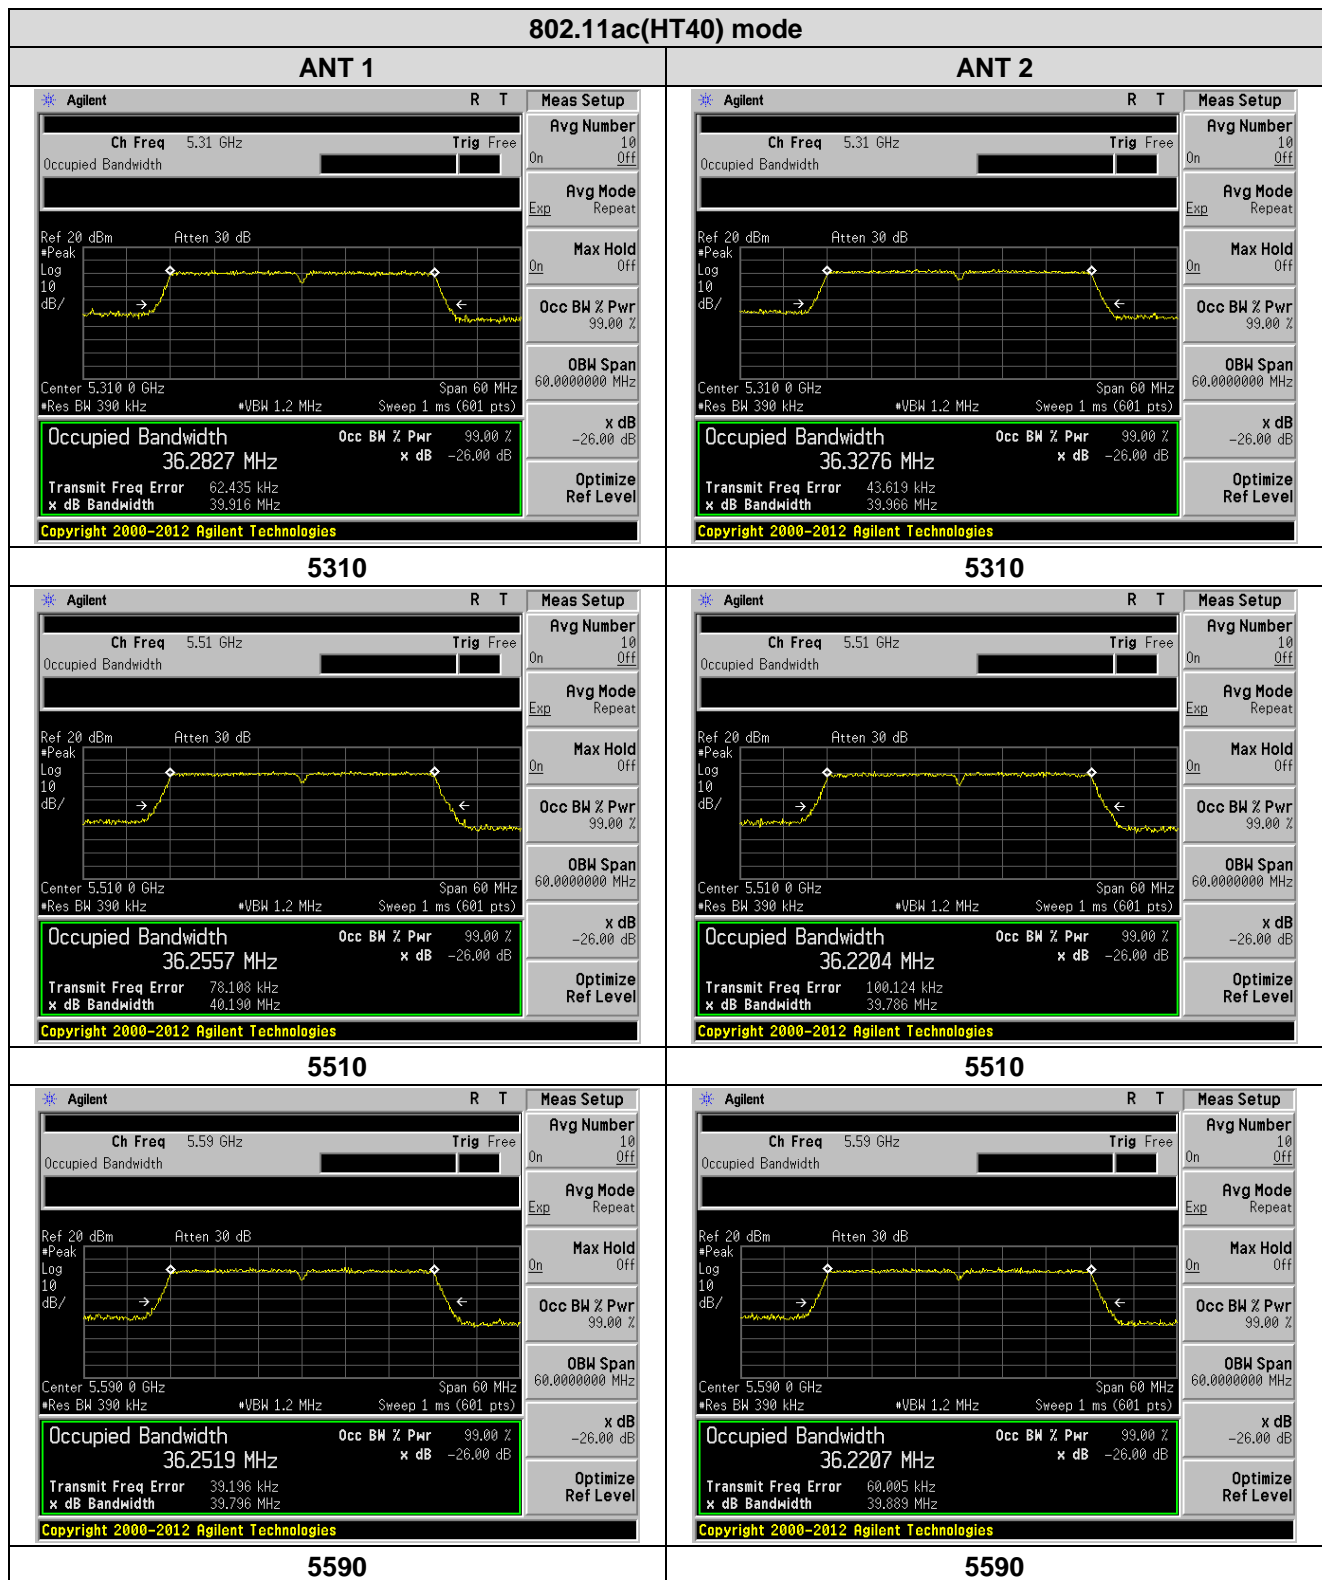 802.11ac(HT40) mode
ANT 1
ANT 2
Agilent R T Meas Setup
Ch Freq 5.31 GHz Trig Free
Occupied Bandwidth
Avg Number
10
On Off
Avg Mode
Exp Repeat
Ref 20 dBm Atten 30 dB
#Peak
Log
10
dB/
Max Hold
On Off
Occ BW % Pwr
99.00 %
OBW Span
60.0000000 MHz
Center 5.310 0 GHz Span 60 MHz
#Res BW 390 kHz #VBW 1.2 MHz Sweep 1 ms (601 pts)
x dB
-26.00 dB
Occupied Bandwidth Occ BW % Pwr 99.00 %
36.2827 MHz x dB -26.00 dB
Transmit Freq Error 62.435 kHz
x dB Bandwidth 39.916 MHz
Optimize
Ref Level
Copyright 2000-2012 Agilent Technologies
Agilent R T Meas Setup
Ch Freq 5.31 GHz Trig Free
Occupied Bandwidth
Avg Number
10
On Off
Avg Mode
Exp Repeat
Ref 20 dBm Atten 30 dB
#Peak
Log
10
dB/
Max Hold
On Off
Occ BW % Pwr
99.00 %
OBW Span
60.0000000 MHz
Center 5.310 0 GHz Span 60 MHz
#Res BW 390 kHz #VBW 1.2 MHz Sweep 1 ms (601 pts)
x dB
-26.00 dB
Occupied Bandwidth Occ BW % Pwr 99.00 %
36.3276 MHz x dB -26.00 dB
Transmit Freq Error 43.619 kHz
x dB Bandwidth 39.966 MHz
Optimize
Ref Level
Copyright 2000-2012 Agilent Technologies
5310
5310
Agilent R T Meas Setup
Ch Freq 5.51 GHz Trig Free
Occupied Bandwidth
Avg Number
10
On Off
Avg Mode
Exp Repeat
Ref 20 dBm Atten 30 dB
#Peak
Log
10
dB/
Max Hold
On Off
Occ BW % Pwr
99.00 %
OBW Span
60.0000000 MHz
Center 5.510 0 GHz Span 60 MHz
#Res BW 390 kHz #VBW 1.2 MHz Sweep 1 ms (601 pts)
x dB
-26.00 dB
Occupied Bandwidth Occ BW % Pwr 99.00 %
36.2557 MHz x dB -26.00 dB
Transmit Freq Error 78.108 kHz
x dB Bandwidth 40.190 MHz
Optimize
Ref Level
Copyright 2000-2012 Agilent Technologies
Agilent R T Meas Setup
Ch Freq 5.51 GHz Trig Free
Occupied Bandwidth
Avg Number
10
On Off
Avg Mode
Exp Repeat
Ref 20 dBm Atten 30 dB
#Peak
Log
10
dB/
Max Hold
On Off
Occ BW % Pwr
99.00 %
OBW Span
60.0000000 MHz
Center 5.510 0 GHz Span 60 MHz
#Res BW 390 kHz #VBW 1.2 MHz Sweep 1 ms (601 pts)
x dB
-26.00 dB
Occupied Bandwidth Occ BW % Pwr 99.00 %
36.2204 MHz x dB -26.00 dB
Transmit Freq Error 100.124 kHz
x dB Bandwidth 39.786 MHz
Optimize
Ref Level
Copyright 2000-2012 Agilent Technologies
5510
5510
Agilent R T Meas Setup
Ch Freq 5.59 GHz Trig Free
Occupied Bandwidth
Avg Number
10
On Off
Avg Mode
Exp Repeat
Ref 20 dBm Atten 30 dB
#Peak
Log
10
dB/
Max Hold
On Off
Occ BW % Pwr
99.00 %
OBW Span
60.0000000 MHz
Center 5.590 0 GHz Span 60 MHz
#Res BW 390 kHz #VBW 1.2 MHz Sweep 1 ms (601 pts)
x dB
-26.00 dB
Occupied Bandwidth Occ BW % Pwr 99.00 %
36.2519 MHz x dB -26.00 dB
Transmit Freq Error 39.196 kHz
x dB Bandwidth 39.796 MHz
Optimize
Ref Level
Copyright 2000-2012 Agilent Technologies
Agilent R T Meas Setup
Ch Freq 5.59 GHz Trig Free
Occupied Bandwidth
Avg Number
10
On Off
Avg Mode
Exp Repeat
Ref 20 dBm Atten 30 dB
#Peak
Log
10
dB/
Max Hold
On Off
Occ BW % Pwr
99.00 %
OBW Span
60.0000000 MHz
Center 5.590 0 GHz Span 60 MHz
#Res BW 390 kHz #VBW 1.2 MHz Sweep 1 ms (601 pts)
x dB
-26.00 dB
Occupied Bandwidth Occ BW % Pwr 99.00 %
36.2207 MHz x dB -26.00 dB
Transmit Freq Error 60.005 kHz
x dB Bandwidth 39.889 MHz
Optimize
Ref Level
Copyright 2000-2012 Agilent Technologies
5590
5590